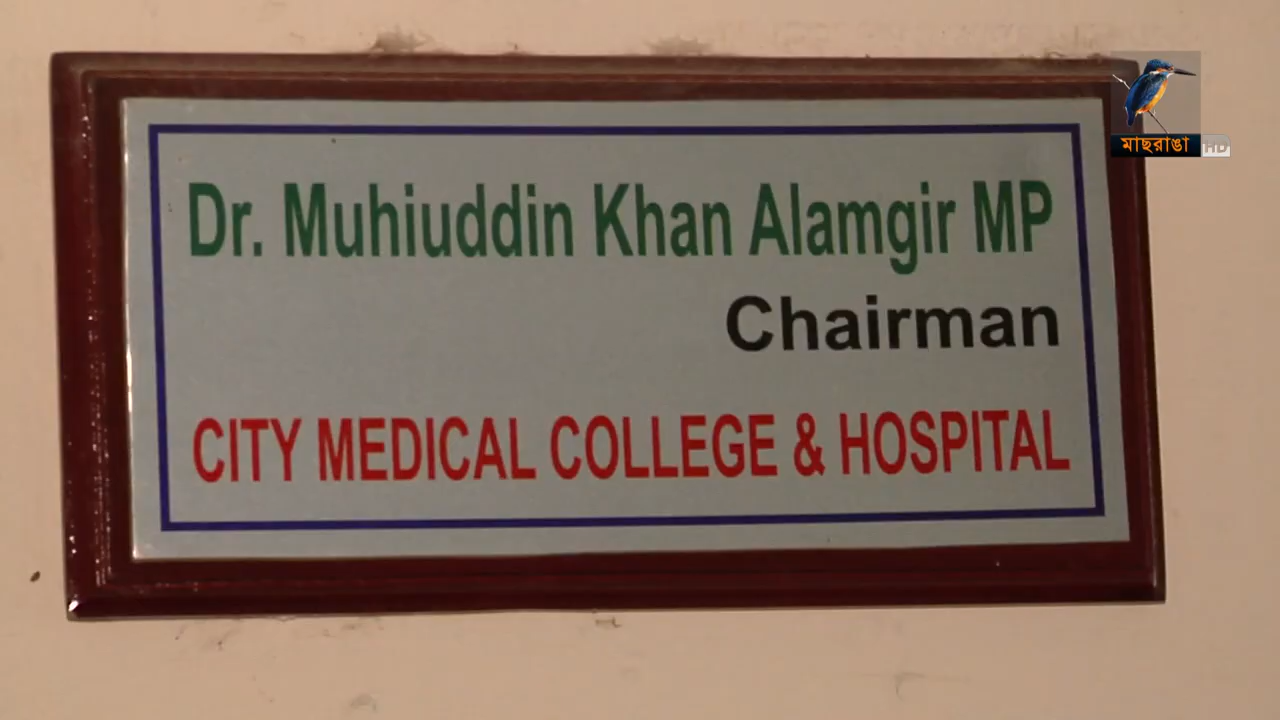 Dr. Muhiuddin Khan Alamgir MP
Chairman
CITY MEDICAL COLLEGE & HOSPITAL
মাছরাঙা HD